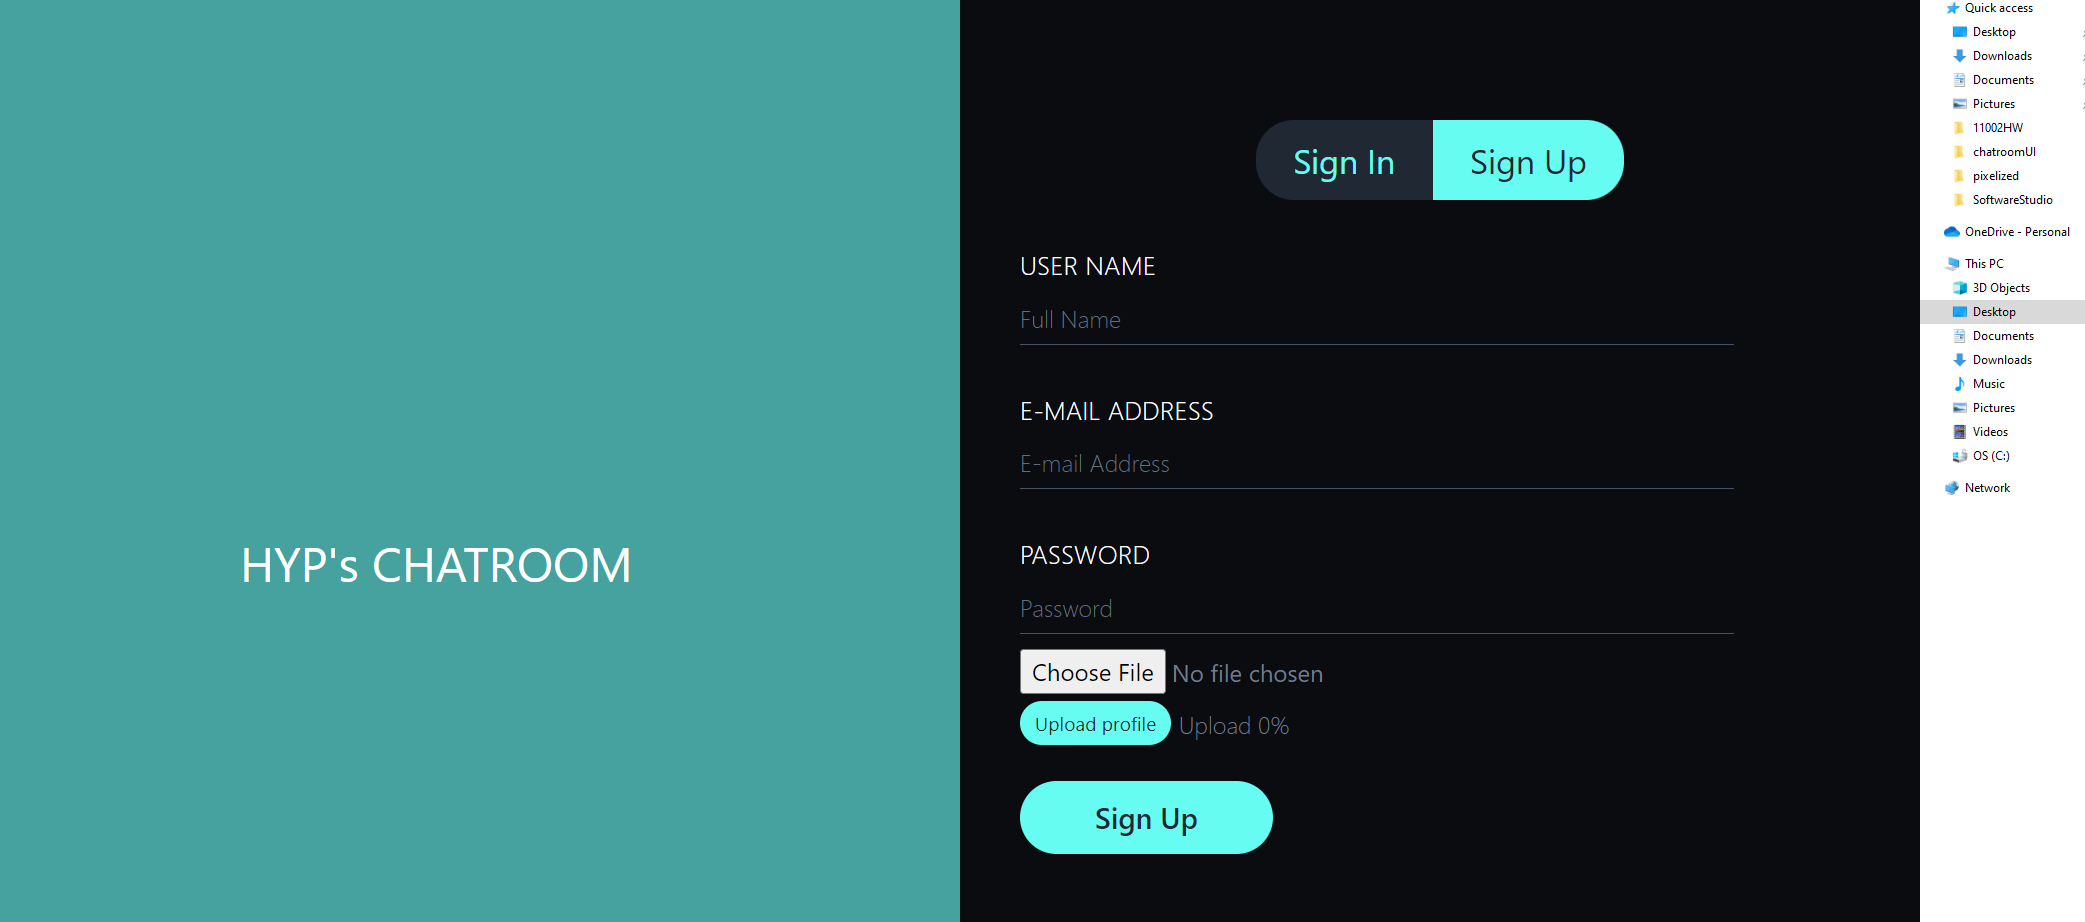 HYP's CHATROOM
Sign In
Sign Up
USER NAME
Full Name
E-MAIL ADDRESS
E-mail Address
PASSWORD
Password
Choose File No file chosen
Upload profile Upload 0%
Sign Up
Quick access
Desktop
Downloads
Documents
Pictures
11002HW
chatroomUI
pixelized
SoftwareStudio
OneDrive - Personal
This PC
3D Objects
Desktop
Documents
Downloads
Music
Pictures
Videos
OS (C:)
Network